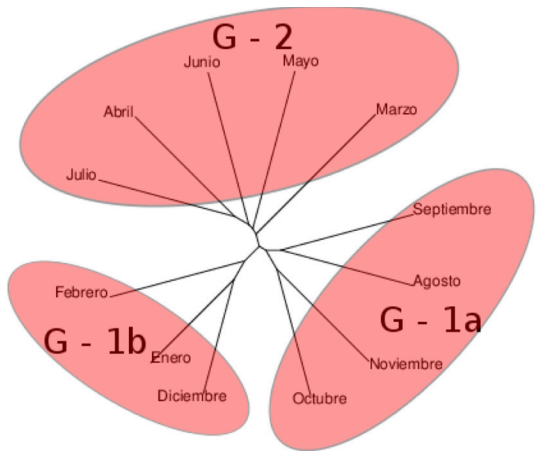 G - 2
Junio
Mayo
Abril
Marzo
Julio
Septiembre
Agosto
G - 1a
Febrero
G - 1b
Enero
Noviembre
Diciembre
Octubre